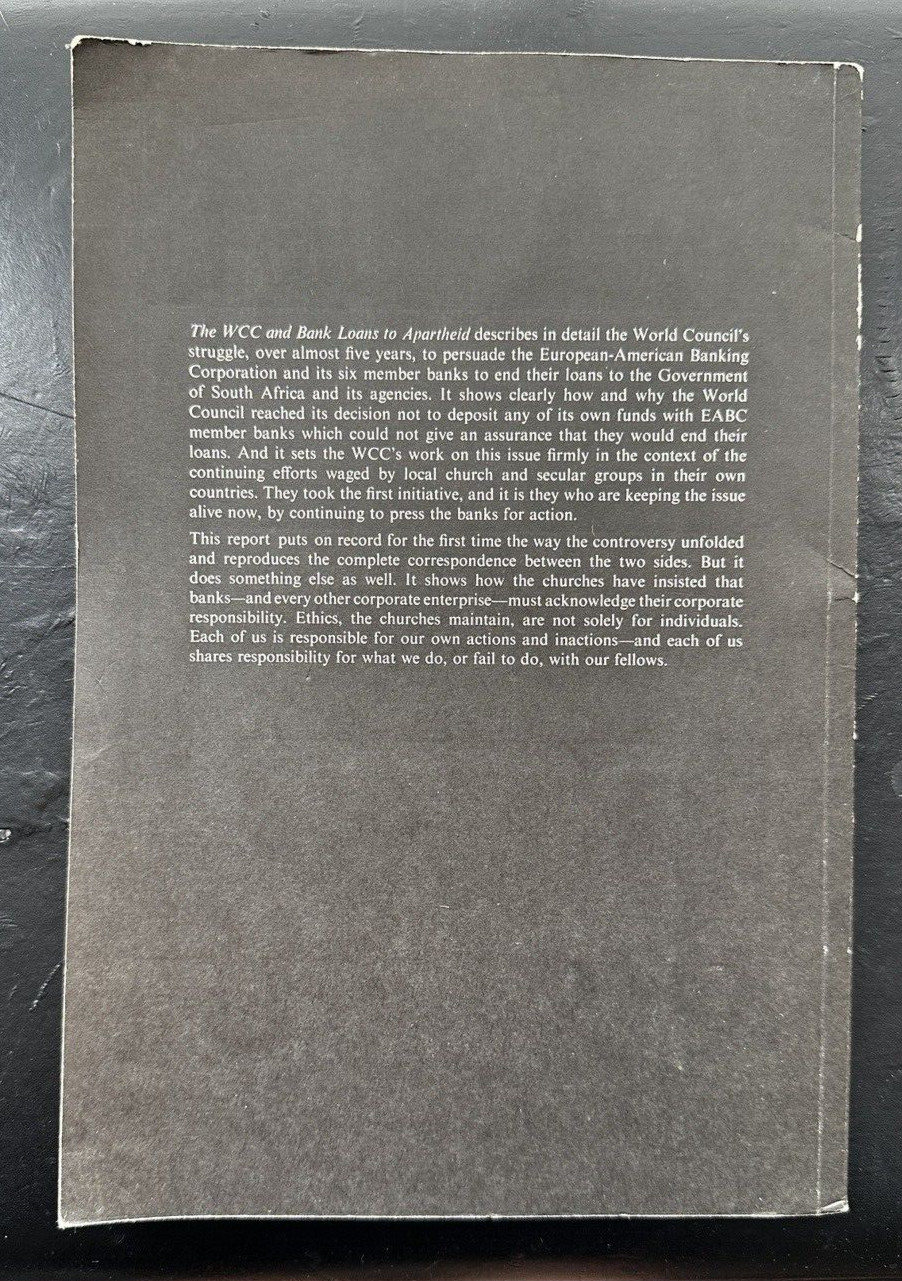 The WCC and Bank Loans to Apartheid describes in detail the World Council's
struggle, over almost five years, to persuade the European-American Banking
Corporation and its six member banks to end their loans to the Government
of South Africa and its agencies. It shows clearly how and why the World
Council reached its decision not to deposit any of its own funds with EABC
member banks which could not give an assurance that they would end their
loans. And it sets the WCC's work on this issue firmly in the context of the
continuing efforts waged by local church and secular groups in their own
countries. They took the first initiative, and it is they who are keeping the issue
alive now, by continuing to press the banks for action.
This report puts on record for the first time the way the controversy unfolded
and reproduces the complete correspondence between the two sides. But it
does something else as well. It shows how the churches have insisted that
banks—and every other corporate enterprise—must acknowledge their corporate
responsibility. Ethics, the churches maintain, are not solely for individuals.
Each of us is responsible for our own actions and inactions—and each of us
shares responsibility for what we do, or fail to do, with our fellows.